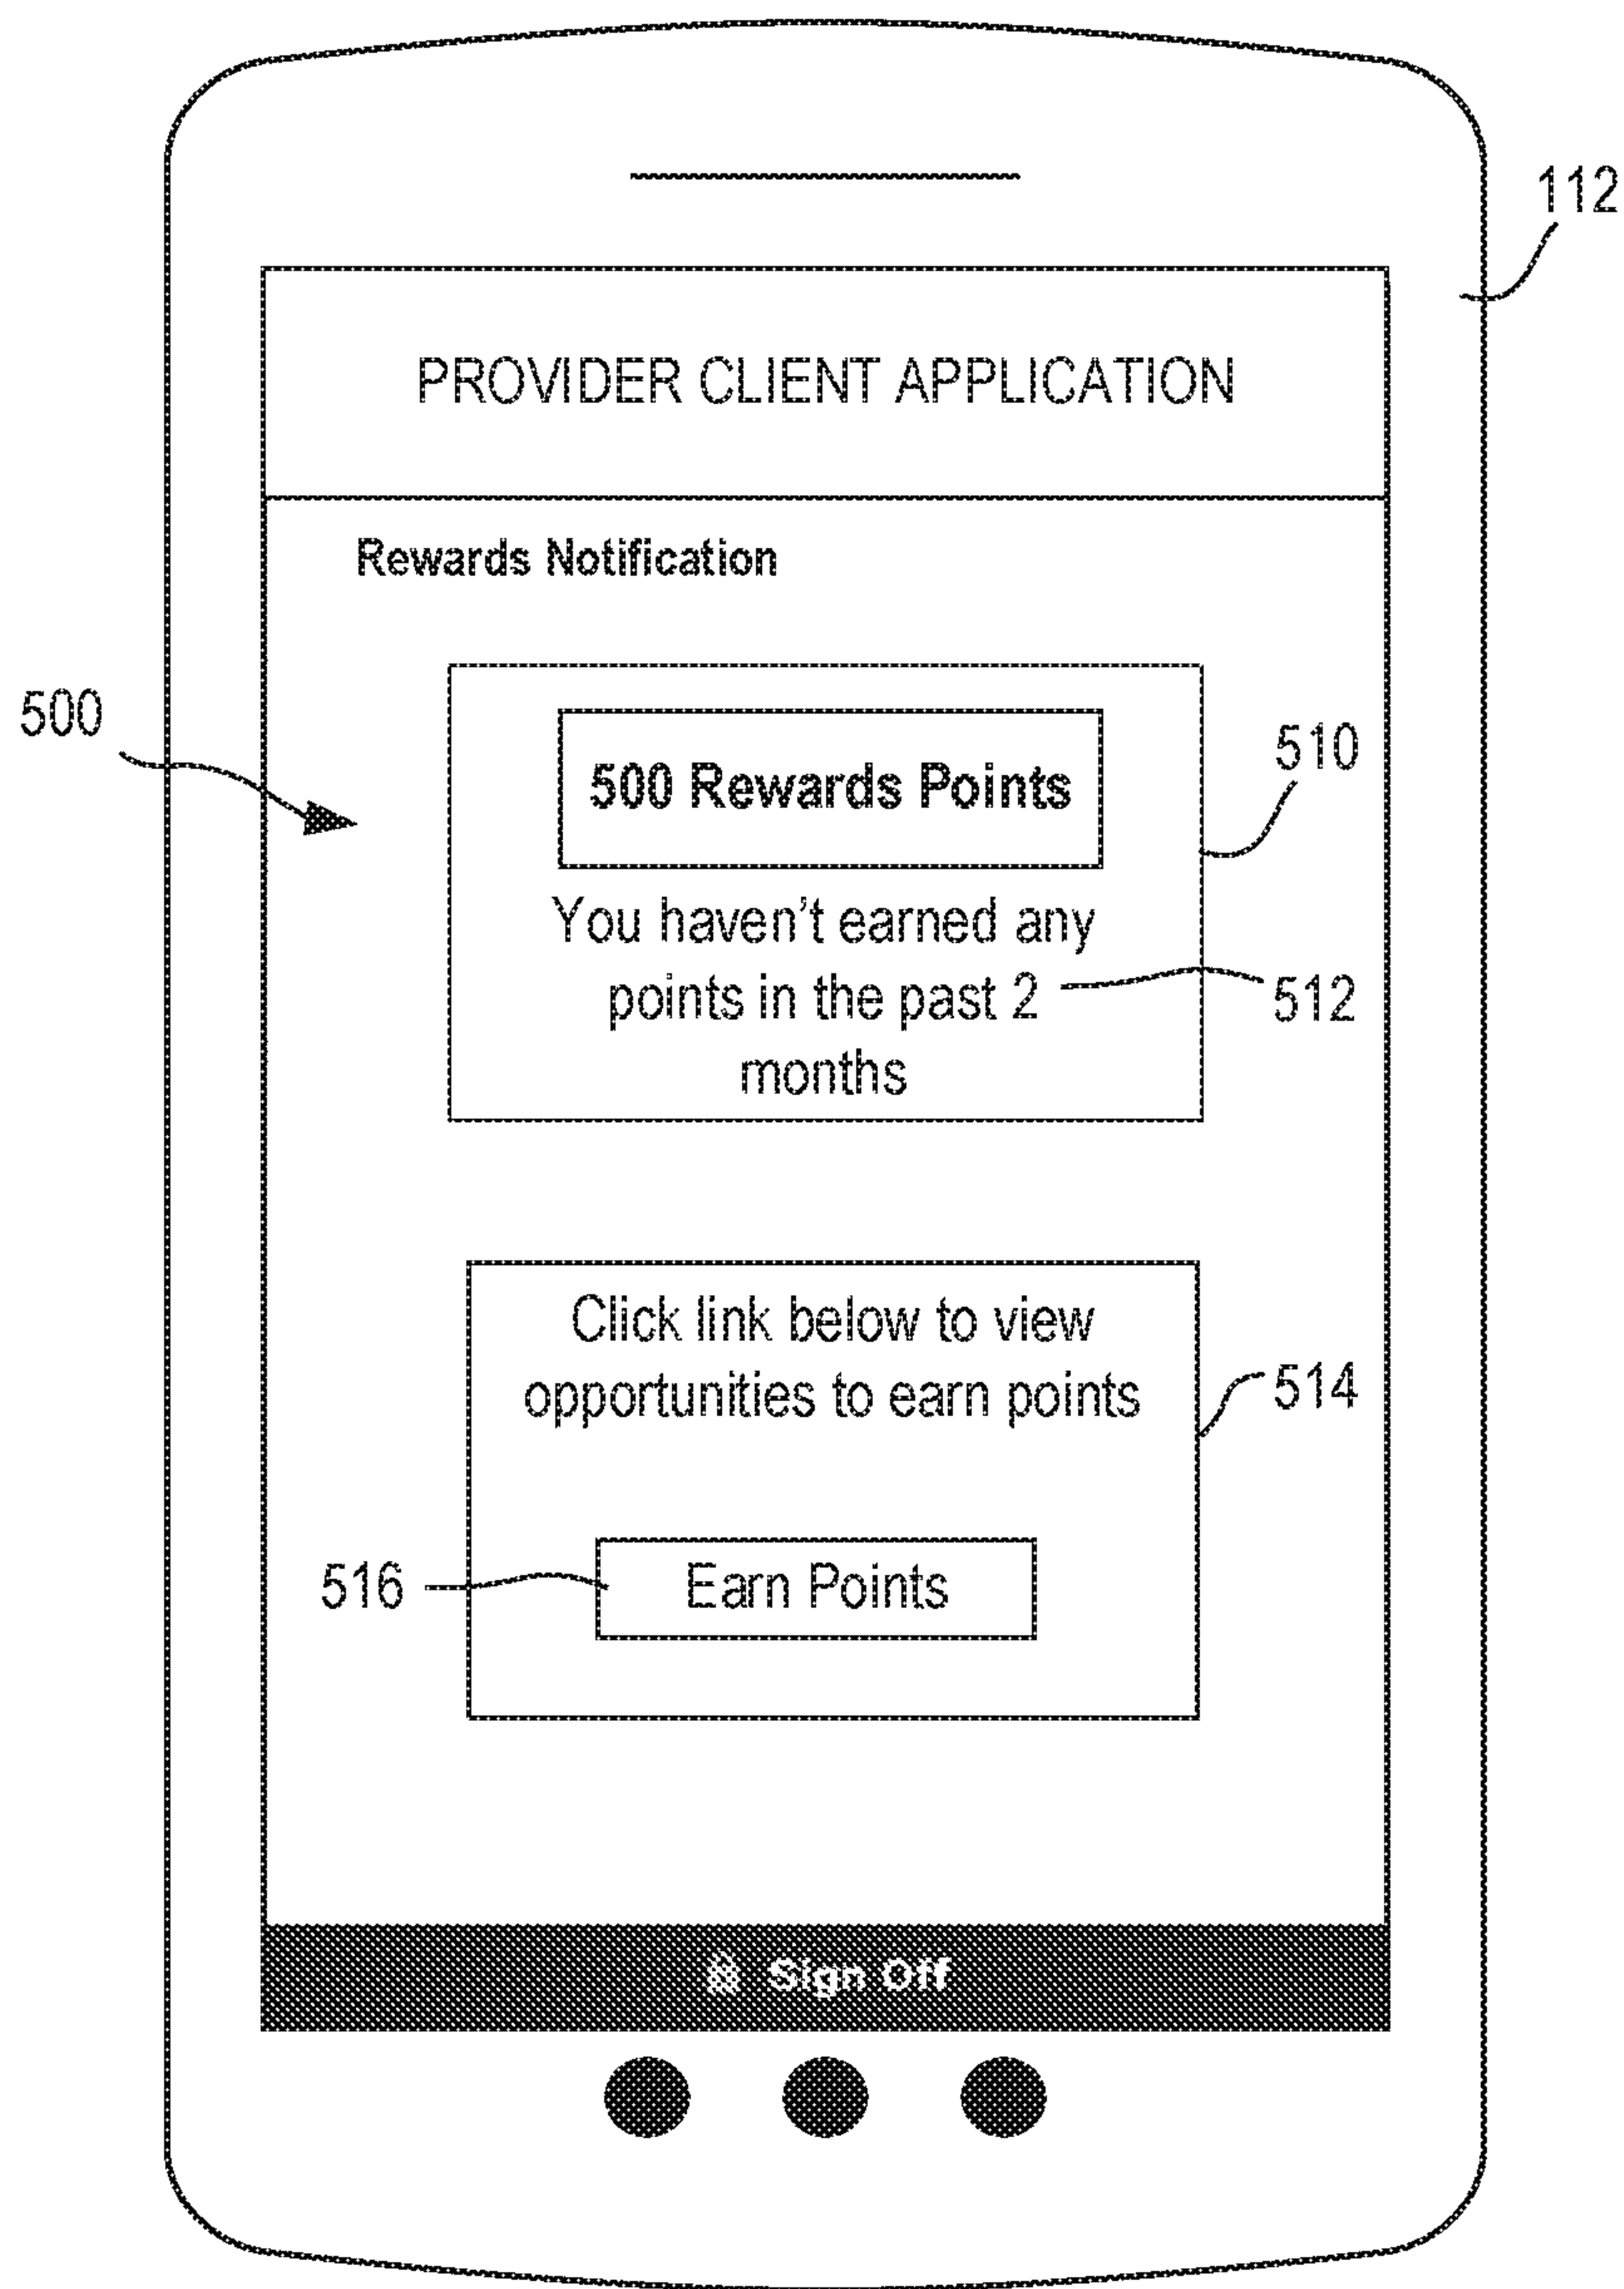 112
PROVIDER CLIENT APPLICATION
Rewards Notification
500
510
500 Rewards Points
You haven't earned any
points in the past 2
512
months
Click link below to view
opportunities to earn points
514
516
Earn Points
Sign Off